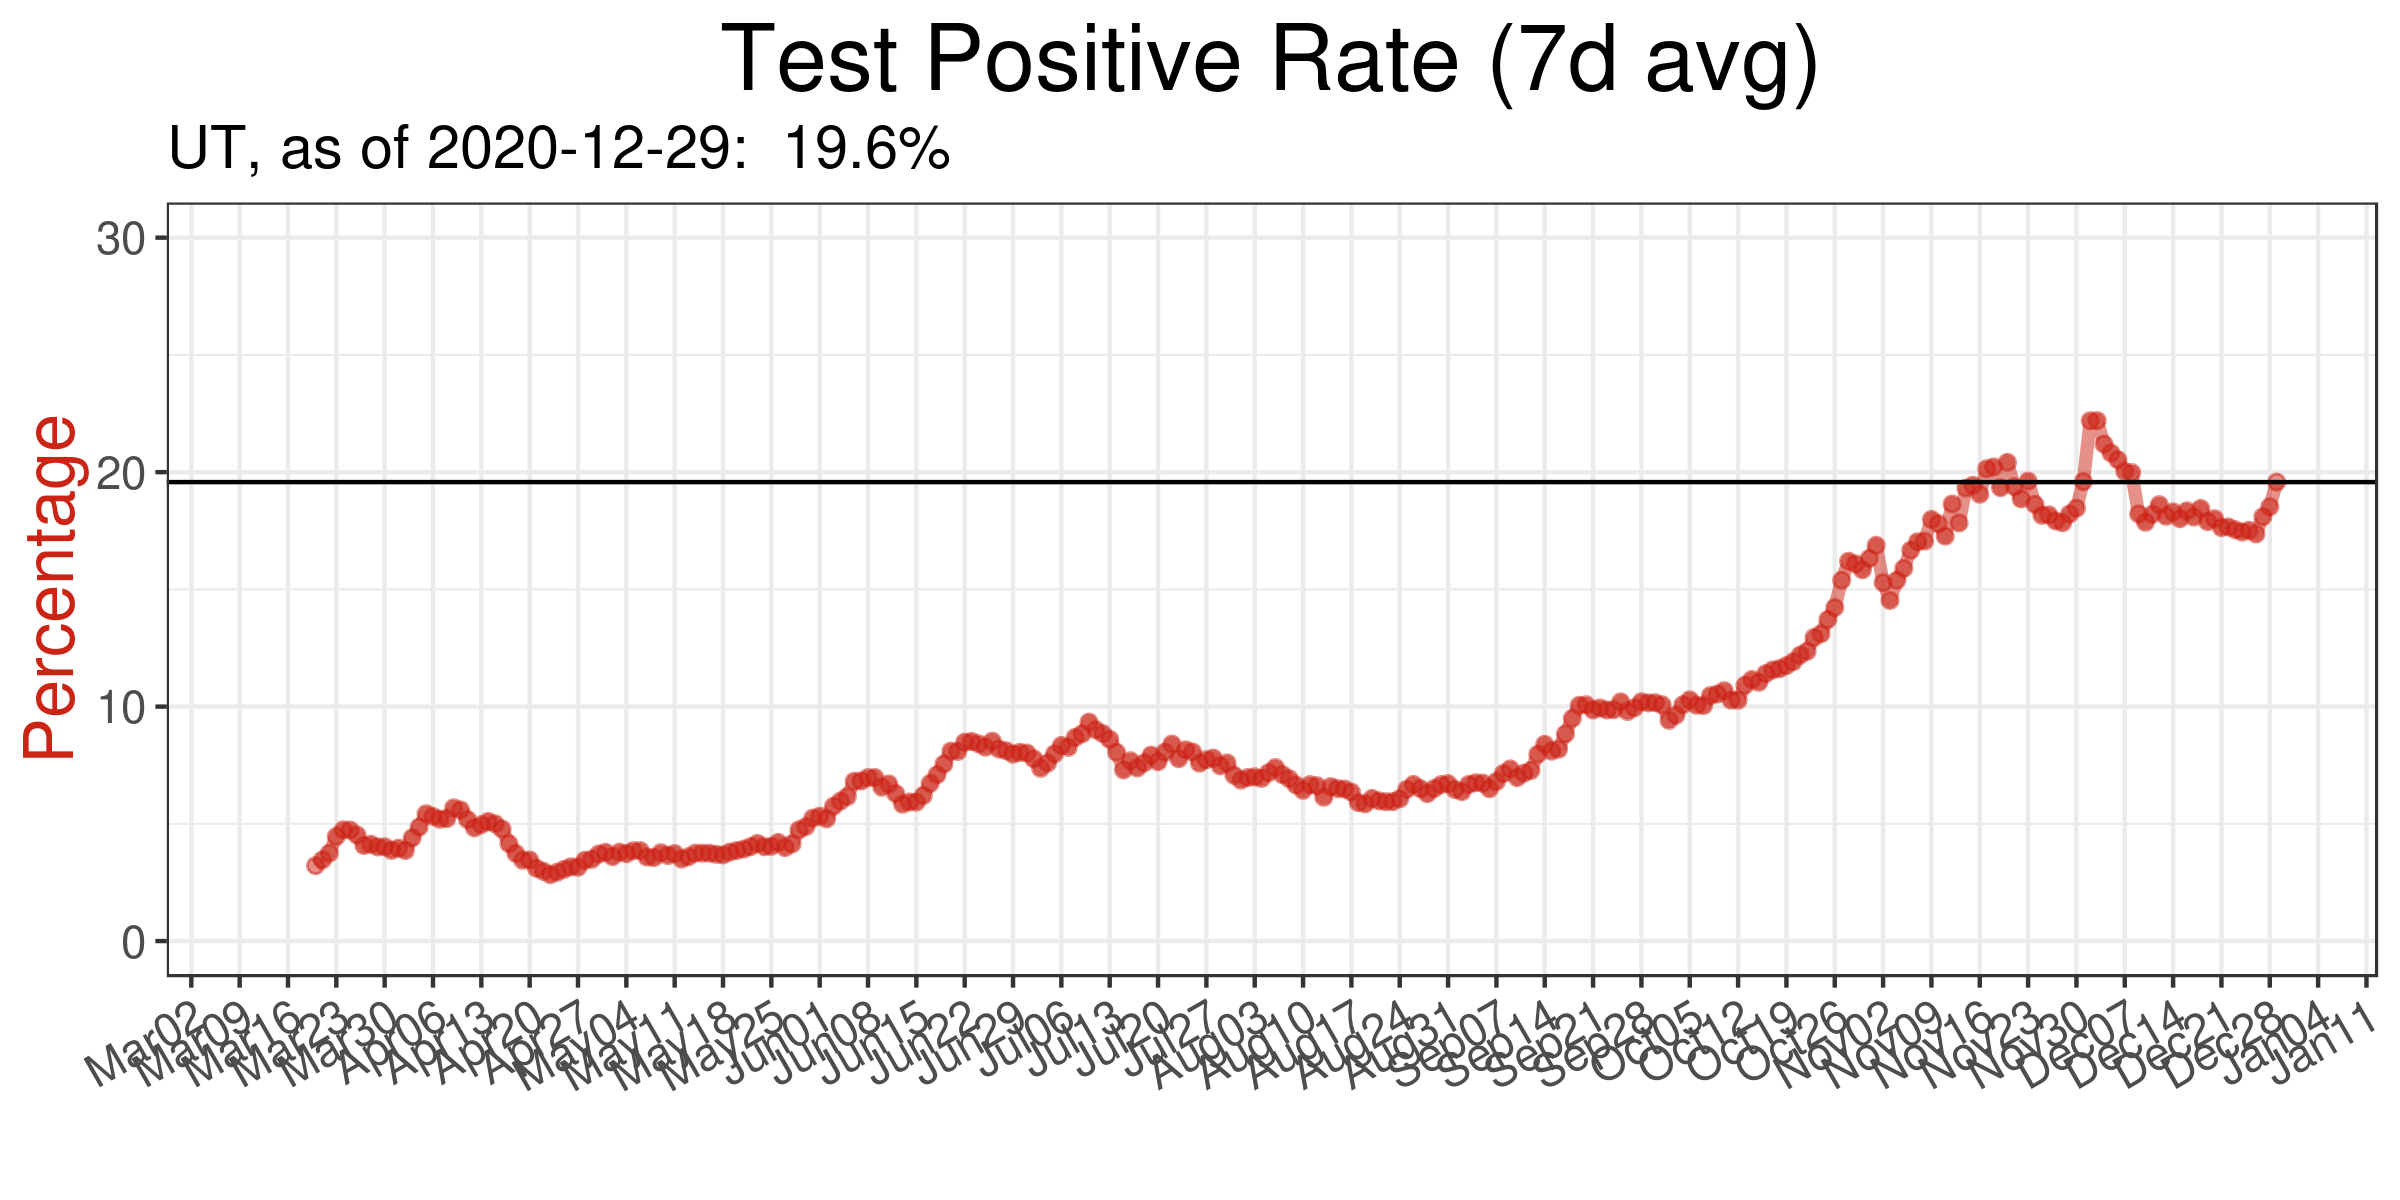 Test Positive Rate (7d avg)
UT, as of 2020-12-29:  19.6%
Percentage
30
20
10
0
Mar02
Mar09
Mar16
Mar23
Mar30
Apr06
Apr13
Apr20
Apr27
May04
May11
May18
May25
Jun01
Jun08
Jun15
Jun22
Jun29
Jul06
Jul13
Jul20
Jul27
Aug03
Aug10
Aug17
Aug24
Aug31
Sep07
Sep14
Sep21
Sep28
Oct05
Oct12
Oct19
Oct26
Nov02
Nov09
Nov16
Nov23
Nov30
Dec07
Dec14
Dec21
Dec28
Jan04
Jan11